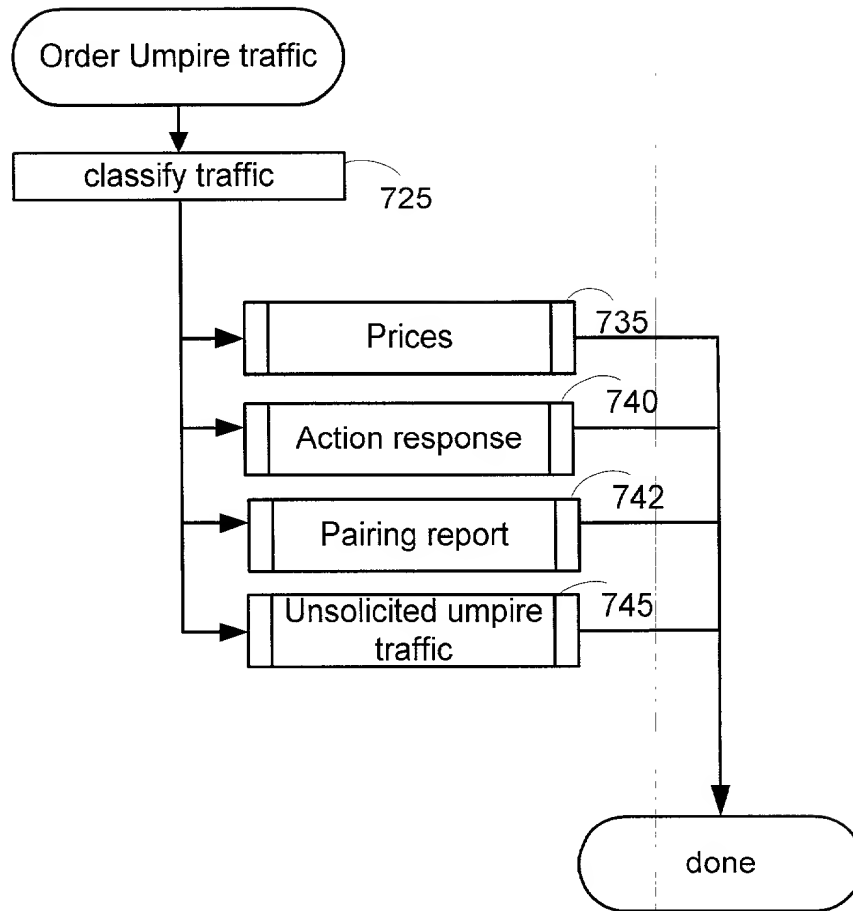 Order Umpire traffic
classify traffic
725
Prices
735
Action response
740
Pairing report
742
Unsolicited umpire
traffic
745
done